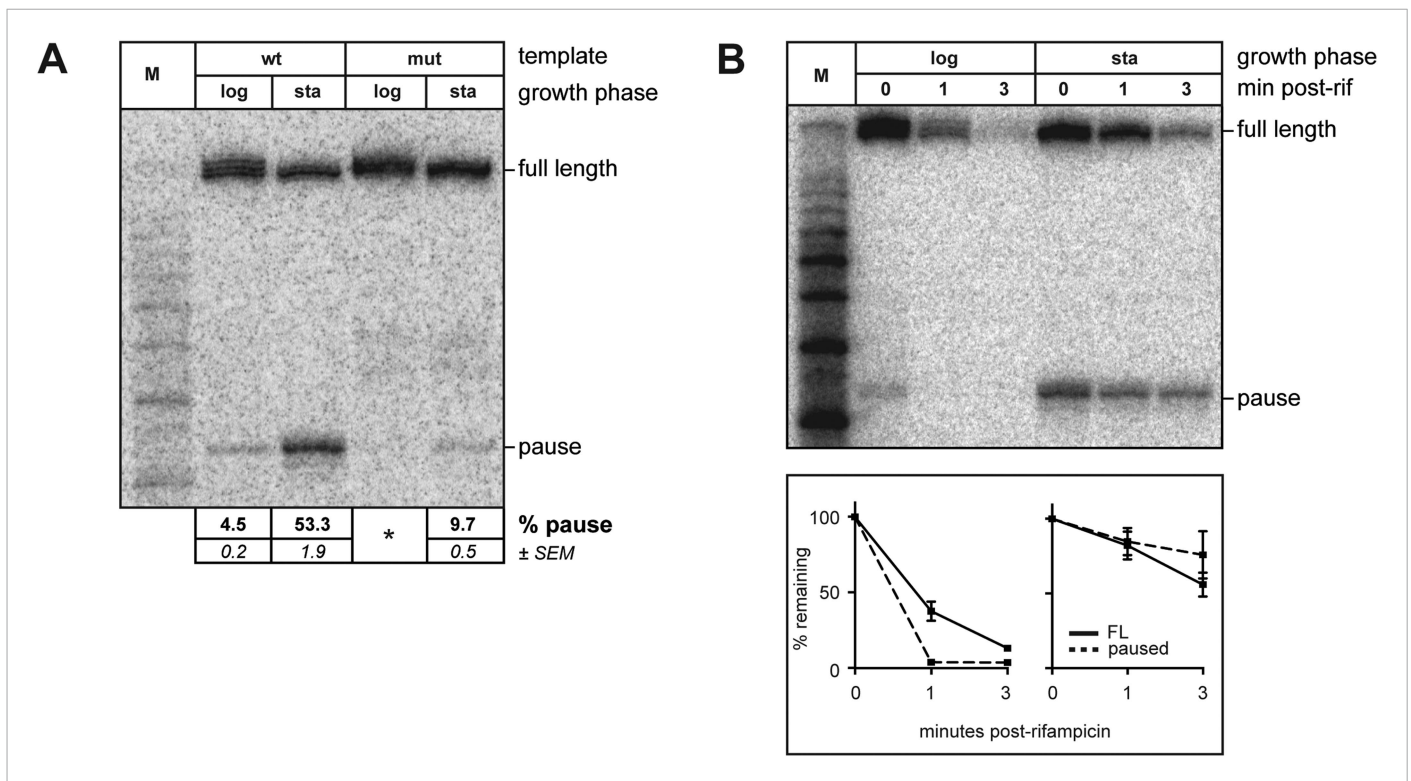 A
M
wt mut template
log sta log sta growth phase
full length
pause
4.5 53.3 * 9.7 % pause
0.2 1.9 0.5 ± SEM
B
M
log sta growth phase
0 1 3 0 1 3 min post-rif
full length
pause
100
50
0
% remaining
FL
paused
0 1 3 0 1 3
minutes post-rifampicin